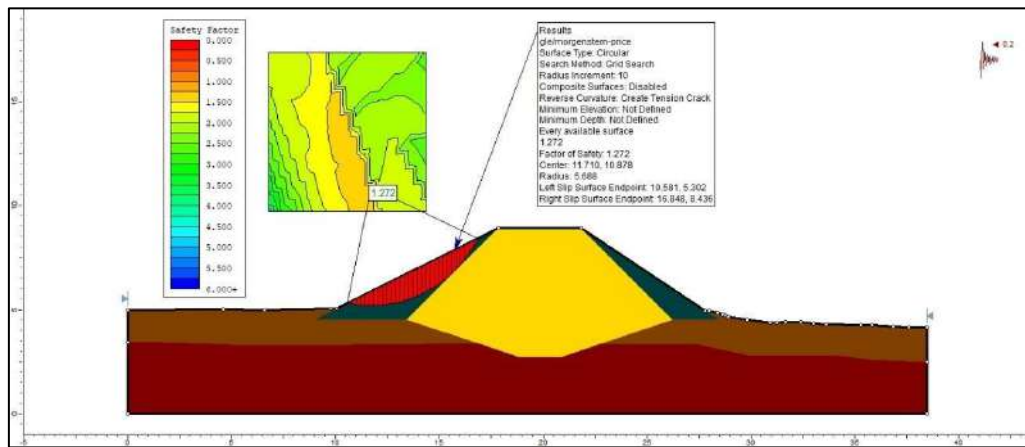 Safety Factor
0.000
0.500
1.000
1.500
2.000
2.500
3.000
3.500
4.000
4.500
5.000
5.500
6.000+
Results
gle/morgenstern-price
Surface Type: Circular
Search Method: Grid Search
Radius Increment: 10
Composite Surfaces: Disabled
Reverse Curvature: Create Tension Crack
Minimum Elevation: Not Defined
Minimum Depth: Not Defined
Every available surface
1.272
Factor of Safety: 1.272
Center: 11.710, 10.878
Radius: 5.688
Left Slip Surface Endpoint: 10.581, 5.302
Right Slip Surface Endpoint: 16.848, 8.436
0.2
1.272
15
10
5
0
-5
0
5
10
15
20
25
30
35
40